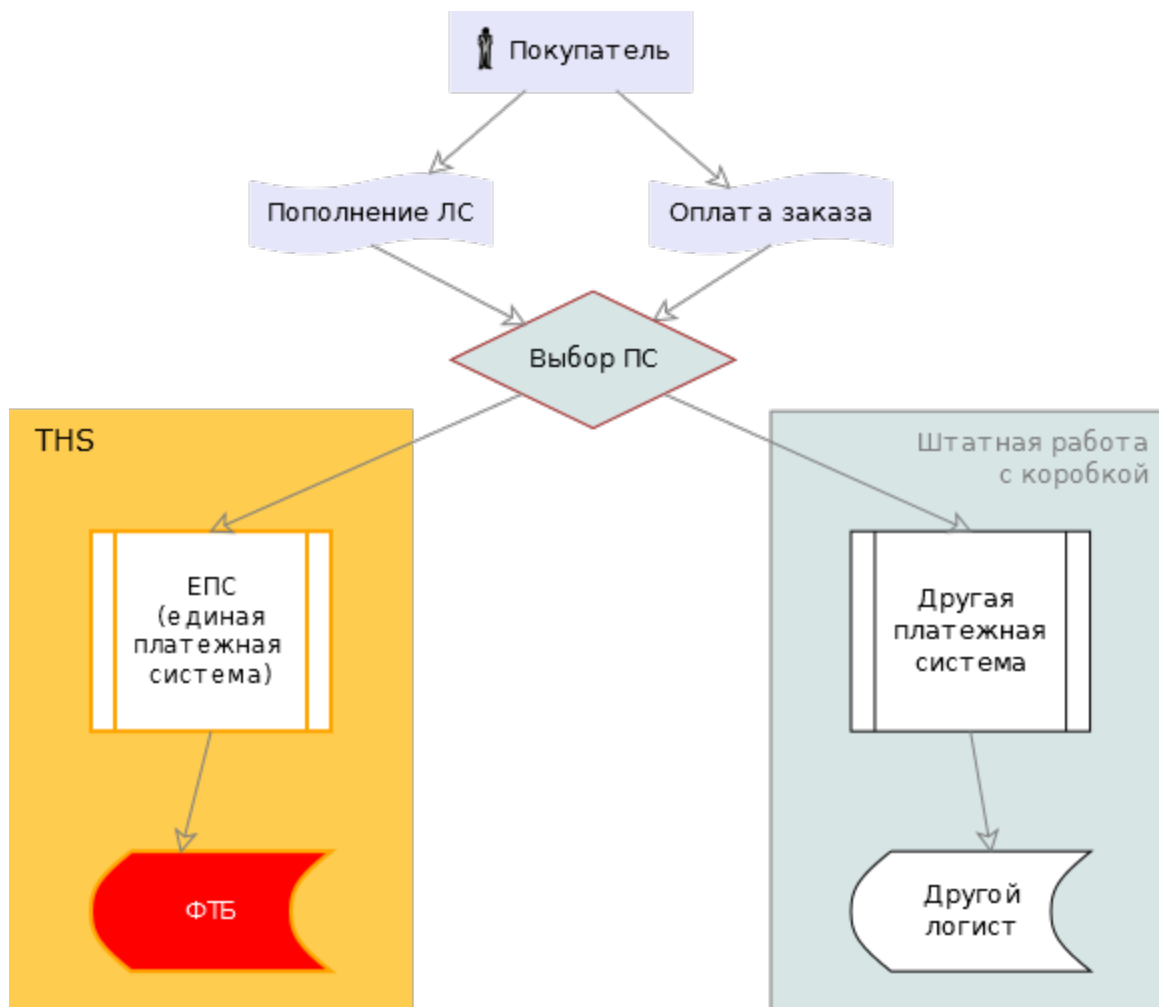 Покупатель
Пополнение ЛС
Оплата заказа
Выбор ПС
THS
Штатная работа
с коробкой
ЕПС
(единая
платежная
система)
Другая
платежная
система
ФТБ
Другой
логист